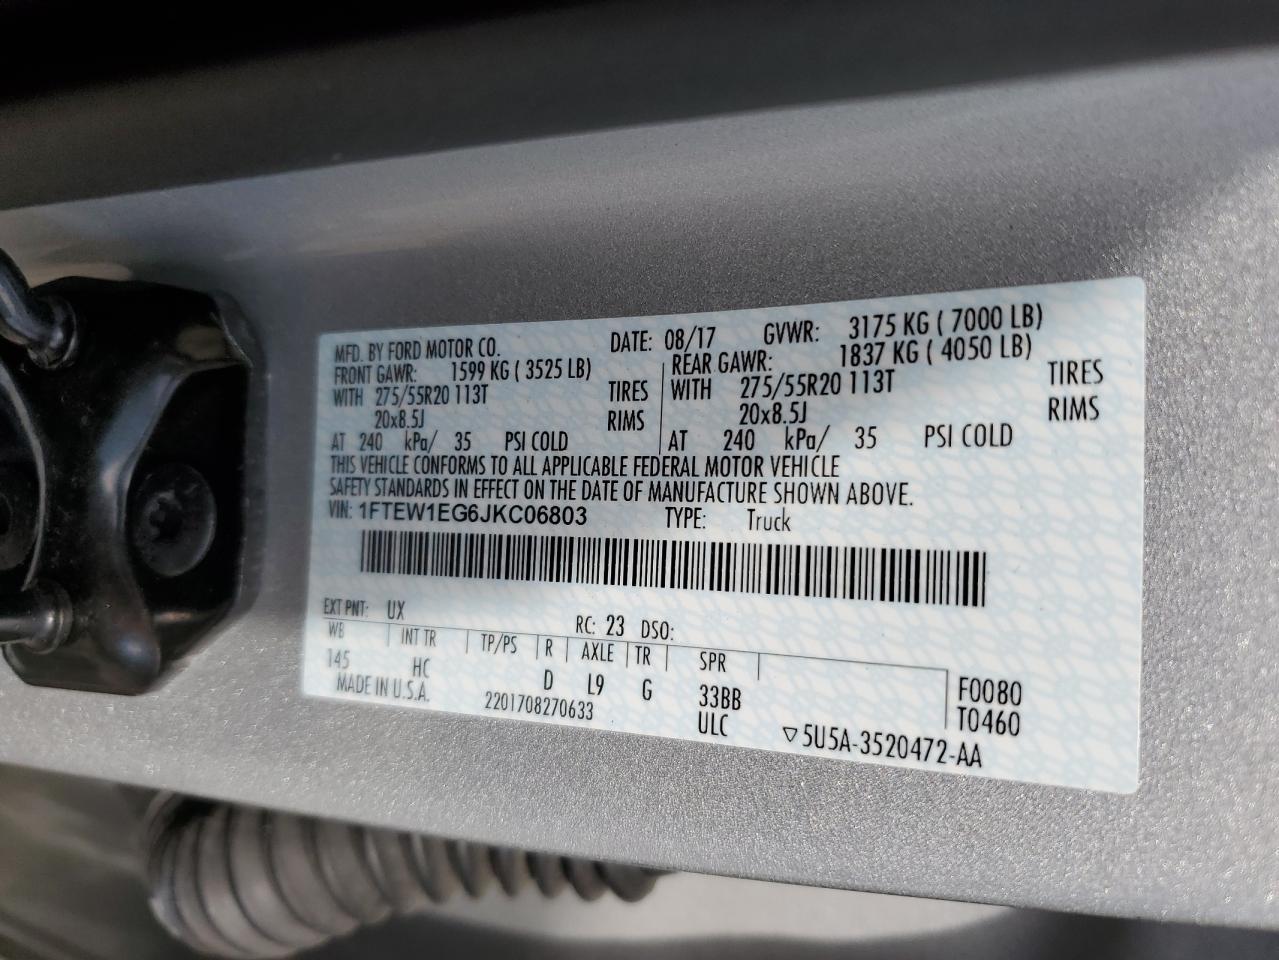 MFD. BY FORD MOTOR CO. DATE: 08/17 GVWR: 3175 KG ( 7000 LB)
FRONT GAWR: 1599 KG ( 3525 LB) REAR GAWR: 1837 KG ( 4050 LB)
WITH 275/55R20 113T TIRES WITH 275/55R20 113T TIRES
20x8.5J RIMS 20x8.5J RIMS
AT 240 kPa/ 35 PSI COLD AT 240 kPa/ 35 PSI COLD
THIS VEHICLE CONFORMS TO ALL APPLICABLE FEDERAL MOTOR VEHICLE
SAFETY STANDARDS IN EFFECT ON THE DATE OF MANUFACTURE SHOWN ABOVE.
VIN: 1FTEW1EG6JKC06803 TYPE: Truck
EXT PNT: UX RC: 23 DSO:
WB INT TR TP/PS R AXLE TR SPR
145 HC D L9 G 33BB F0080
MADE IN U.S.A. 2201708270633 ULC T0460
▽5U5A-3520472-AA